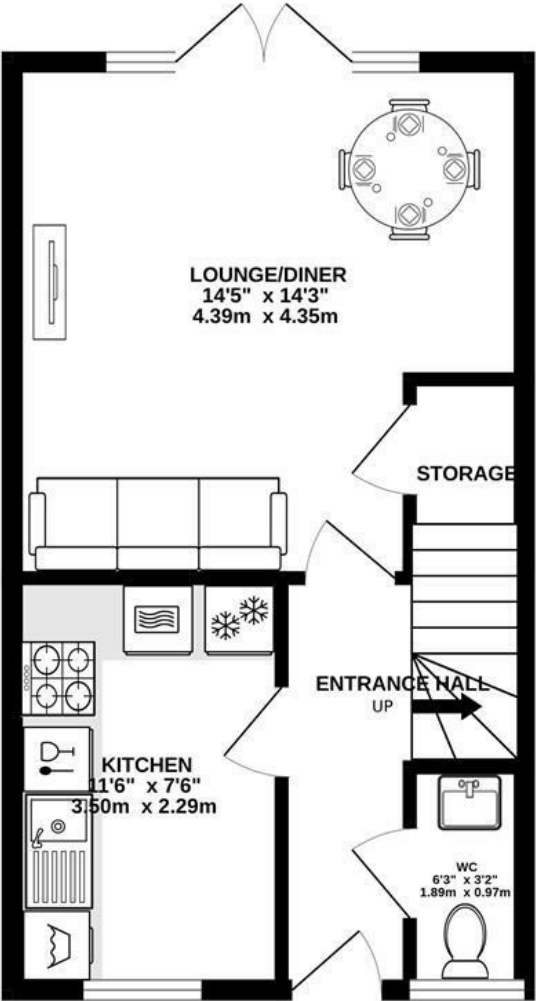 LOUNGE/DINER
14'5" x 14'3"
4.39m x 4.35m
STORAGE
ENTRANCE HALL
UP
KITCHEN
11'6" x 7'6"
3.50m x 2.29m
WC
6'3" x 3'2"
1.89m x 0.97m